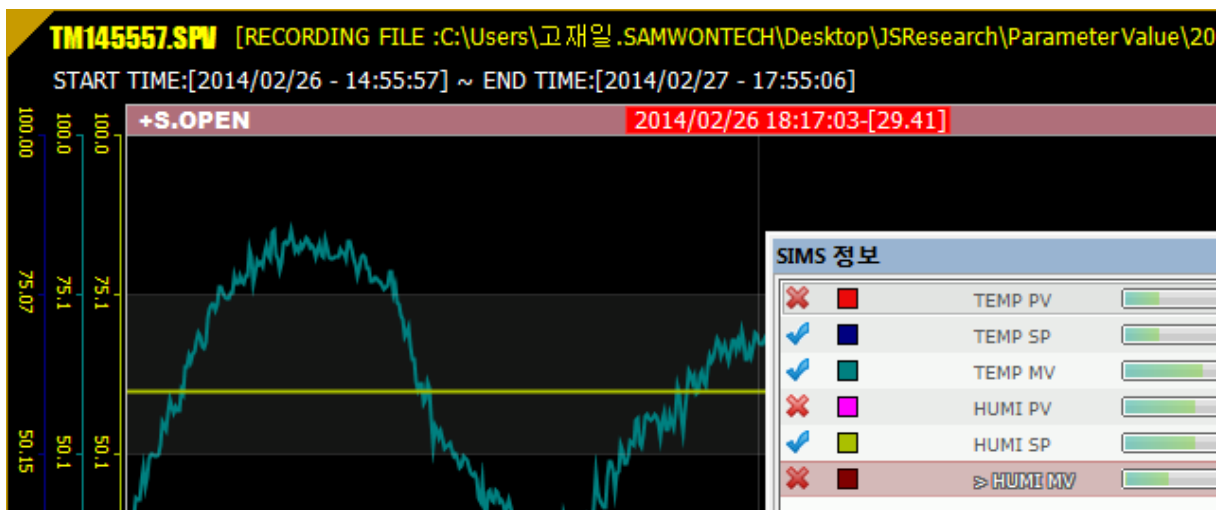 TM145557.SPV [RECORDING FILE :C:\Users\고재일.SAMWONTECH\Desktop\JSResearch\ParameterValue\20
START TIME:[2014/02/26 - 14:55:57] ~ END TIME:[2014/02/27 - 17:55:06]
+S.OPEN 2014/02/26 18:17:03-[29.41]
100.00 100.0 100.0
75.07 75.1 75.1
50.15 50.1 50.1
SIMS 정보
TEMP PV
TEMP SP
TEMP MV
HUMI PV
HUMI SP
> HUMI MV